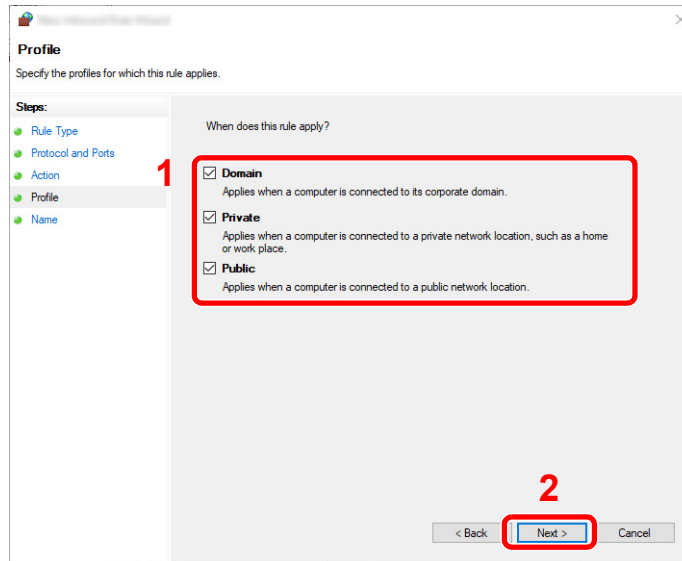 Profile
Specify the profiles for which this rule applies.
Steps:
Rule Type
Protocol and Ports
Action
Profile
Name
When does this rule apply?
1
Domain
Applies when a computer is connected to its corporate domain.
Private
Applies when a computer is connected to a private network location, such as a home
or work place.
Public
Applies when a computer is connected to a public network location.
2
< Back
Next >
Cancel